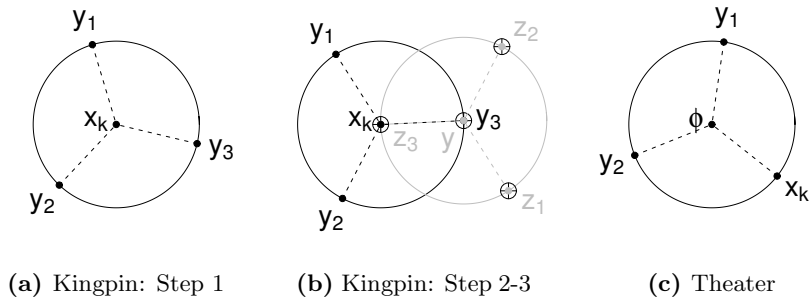 y1
xk
y3
y2
y1
z2
xk
z3
y
y3
y2
z1
y1
ϕ
y2
xk
(a) Kingpin: Step 1
(b) Kingpin: Step 2-3
(c) Theater